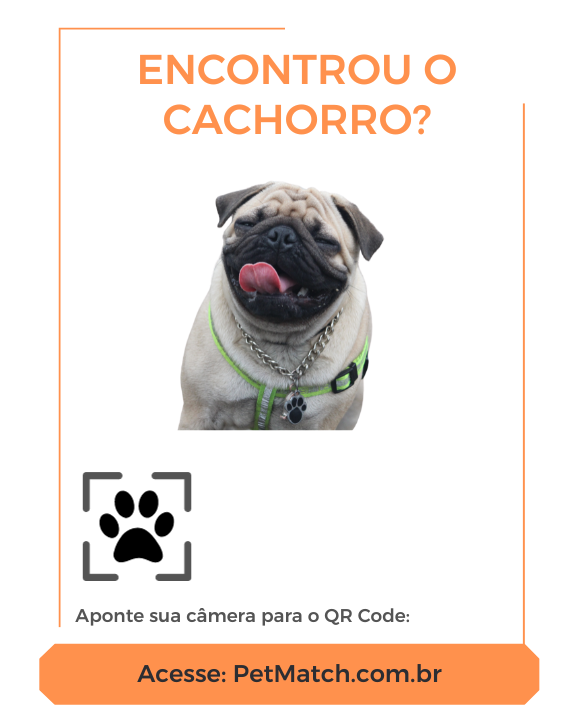 ENCONTROU O
CACHORRO?
Aponte sua câmera para o QR Code:
Acesse: PetMatch.com.br